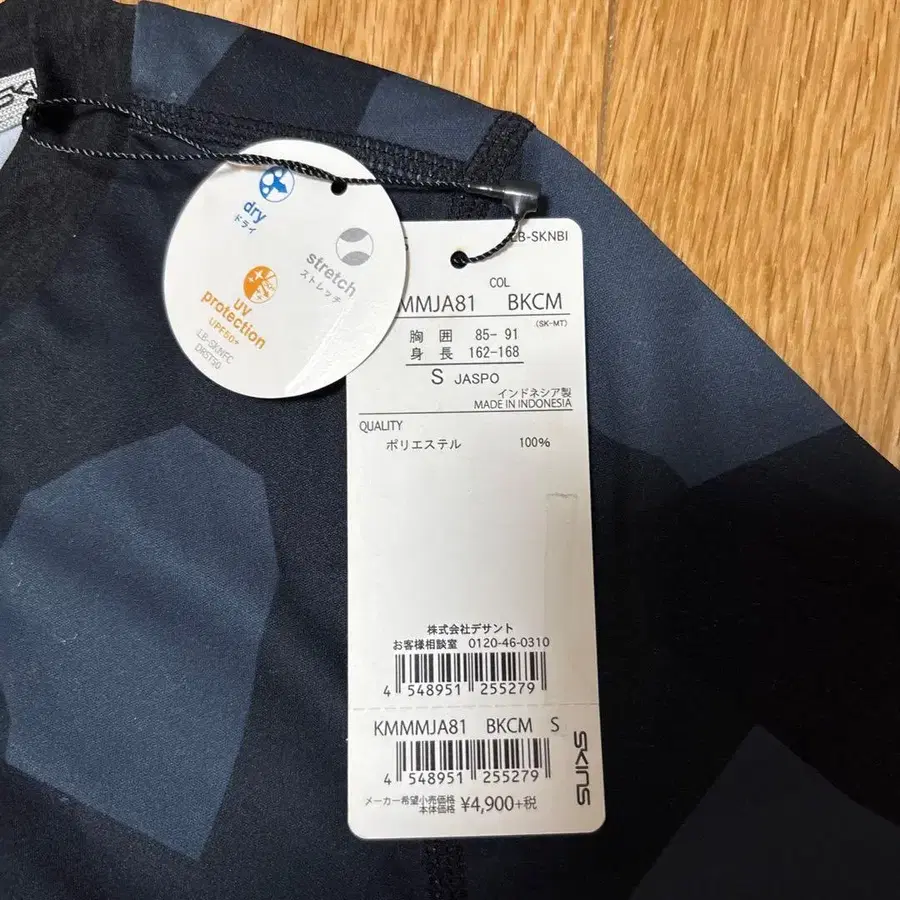 SKI
dry
ドライ
stretch
ストレッチ
UV
protection
UPF50+
LB-SKNFC
DRST50
LB-SKNBI
COL
MMJA81 BKCM
(SK-MT)
胸 囲 85- 91
身 長 162-168
S JASPO
インドネシア製
MADE IN INDONESIA
QUALITY
ポリエステル 100%
株式会社デサント
お客様相談室 0120-46-0310
4 548951 255279
KMMMJA81 BKCM S
4 548951 255279
メーカー希望小売価格
本体価格 ¥4,900+税
SKINS